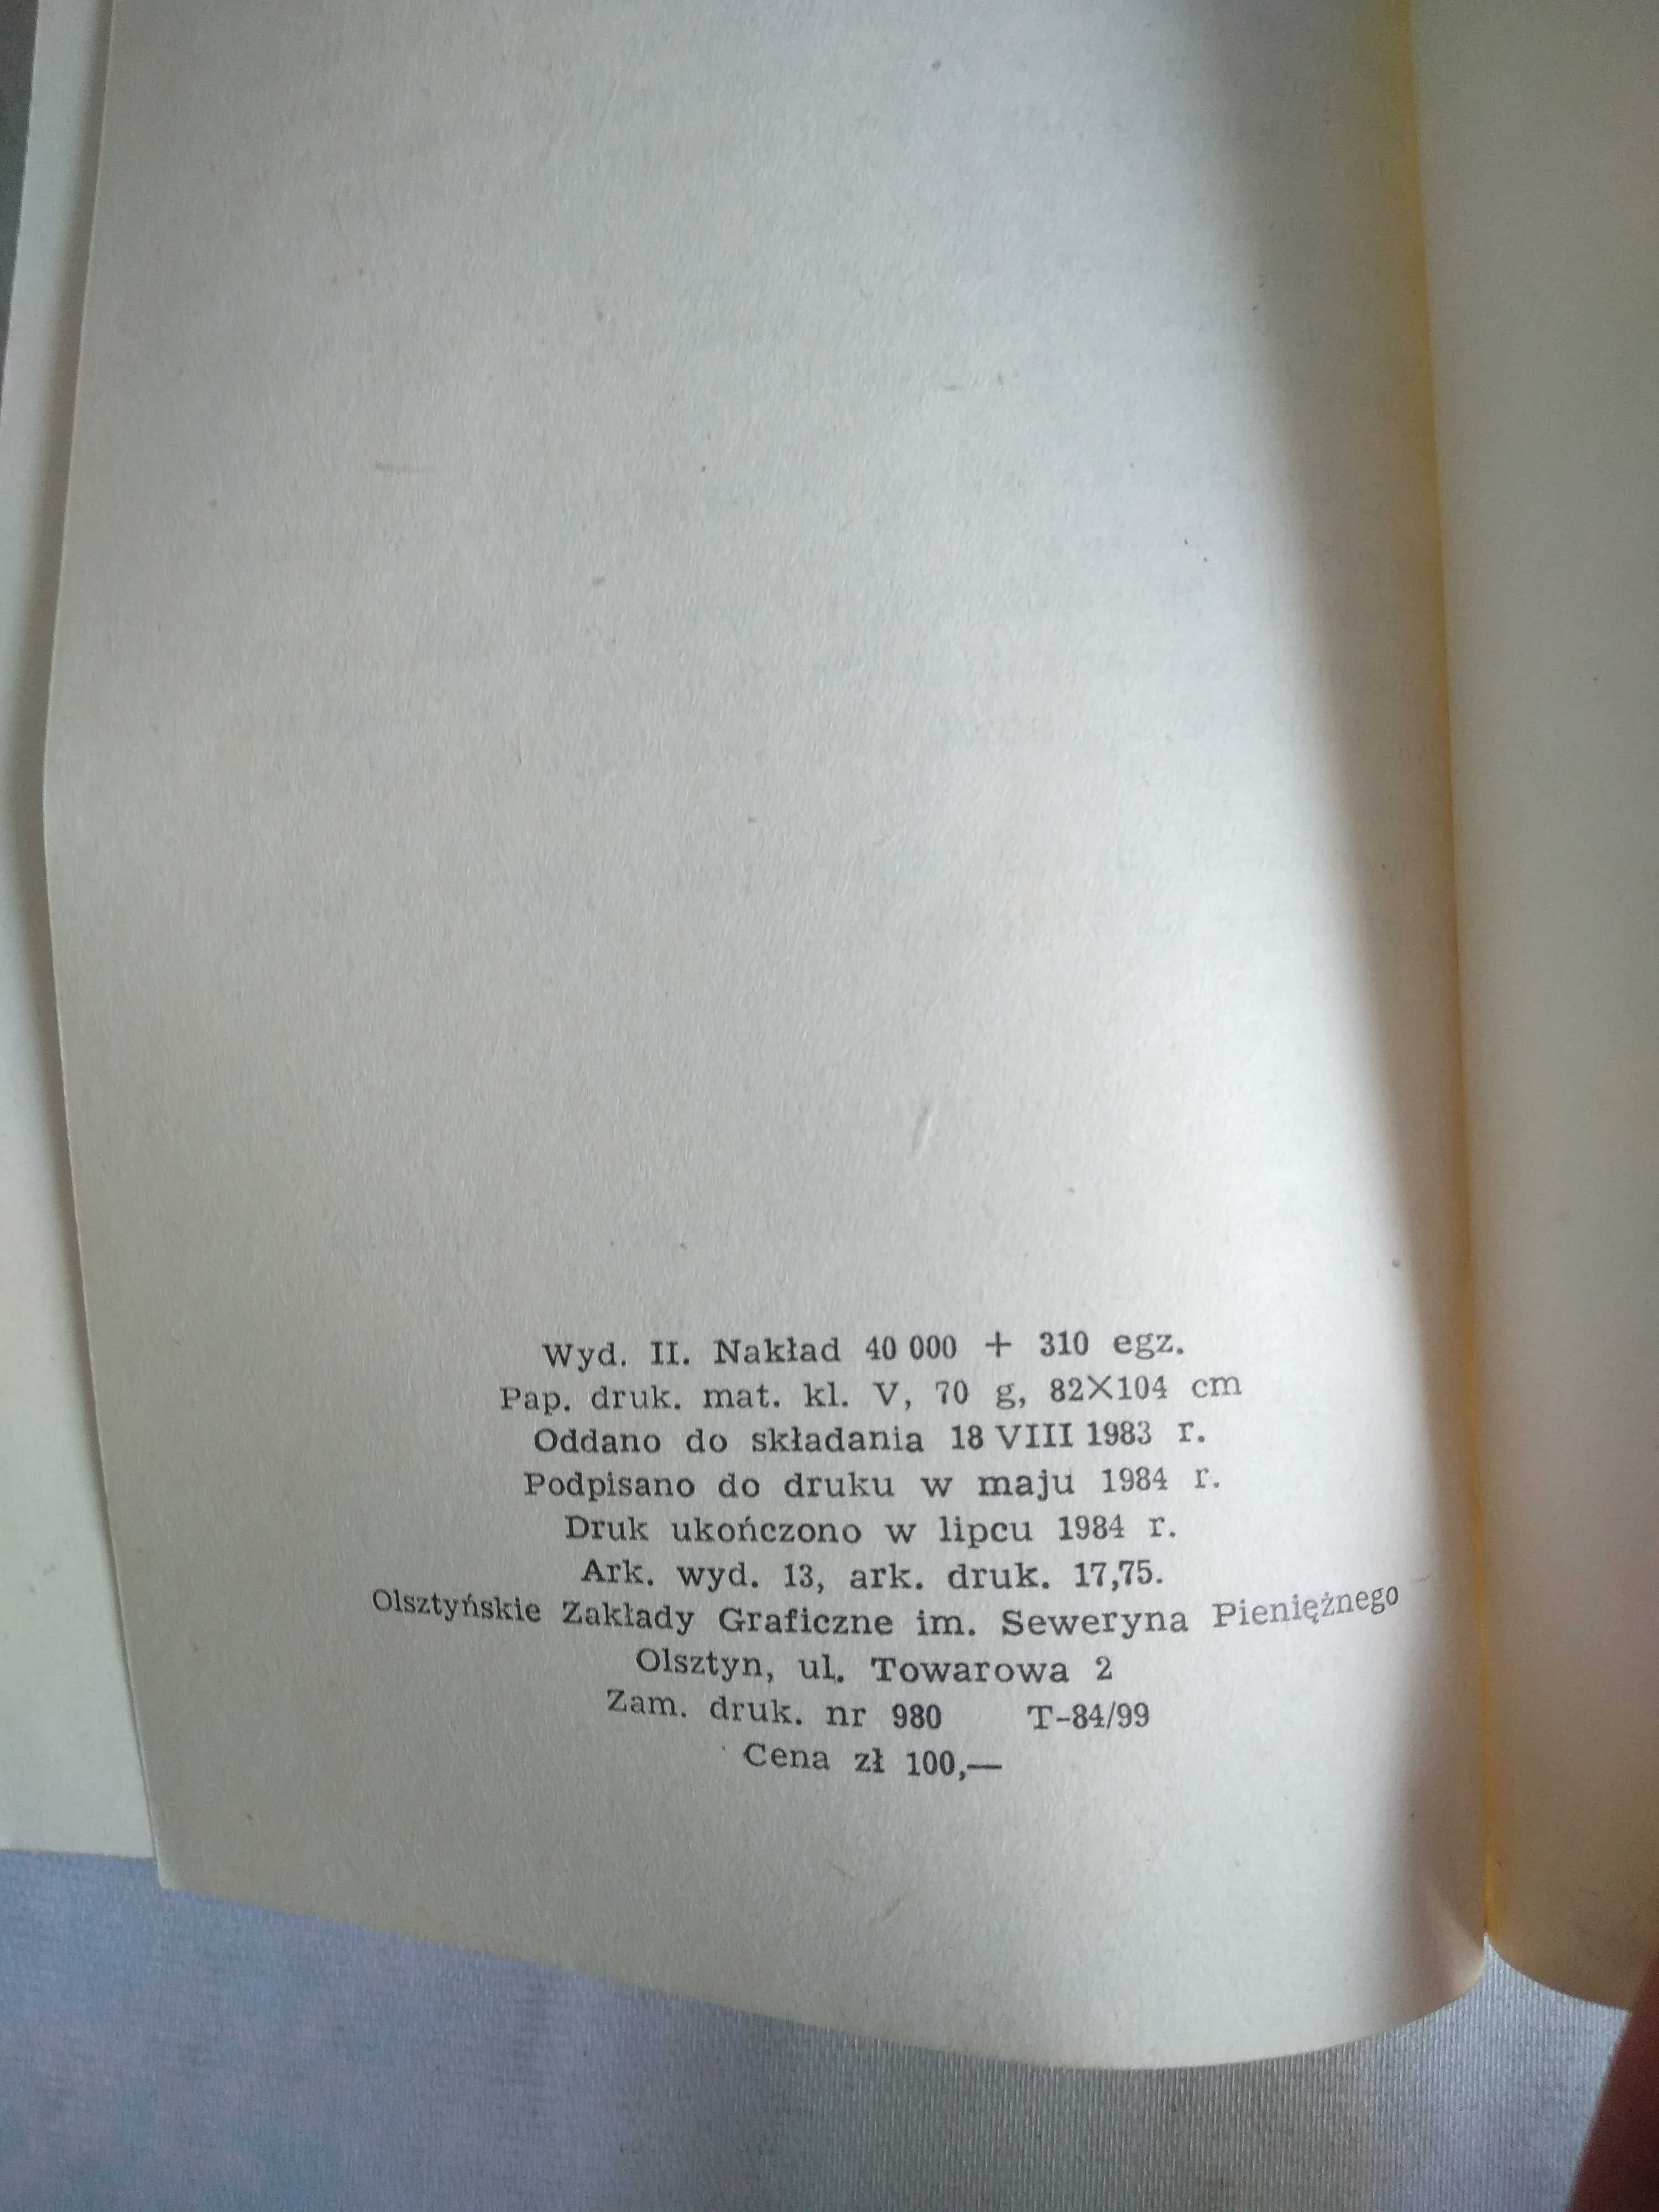 Wyd. II. Nakład 40 000 + 310 egz.
Pap. druk. mat. kl. V, 70 g, 82×104 cm
Oddano do składania 18 VIII 1983 r.
Podpisano do druku w maju 1984 r.
Druk ukończono w lipcu 1984 r.
Ark. wyd. 13, ark. druk. 17,75.
Olsztyńskie Zakłady Graficzne im. Seweryna Pieniężnego
Olsztyn, ul. Towarowa 2
Zam. druk. nr 980 T-84/99
Cena zł 100,—